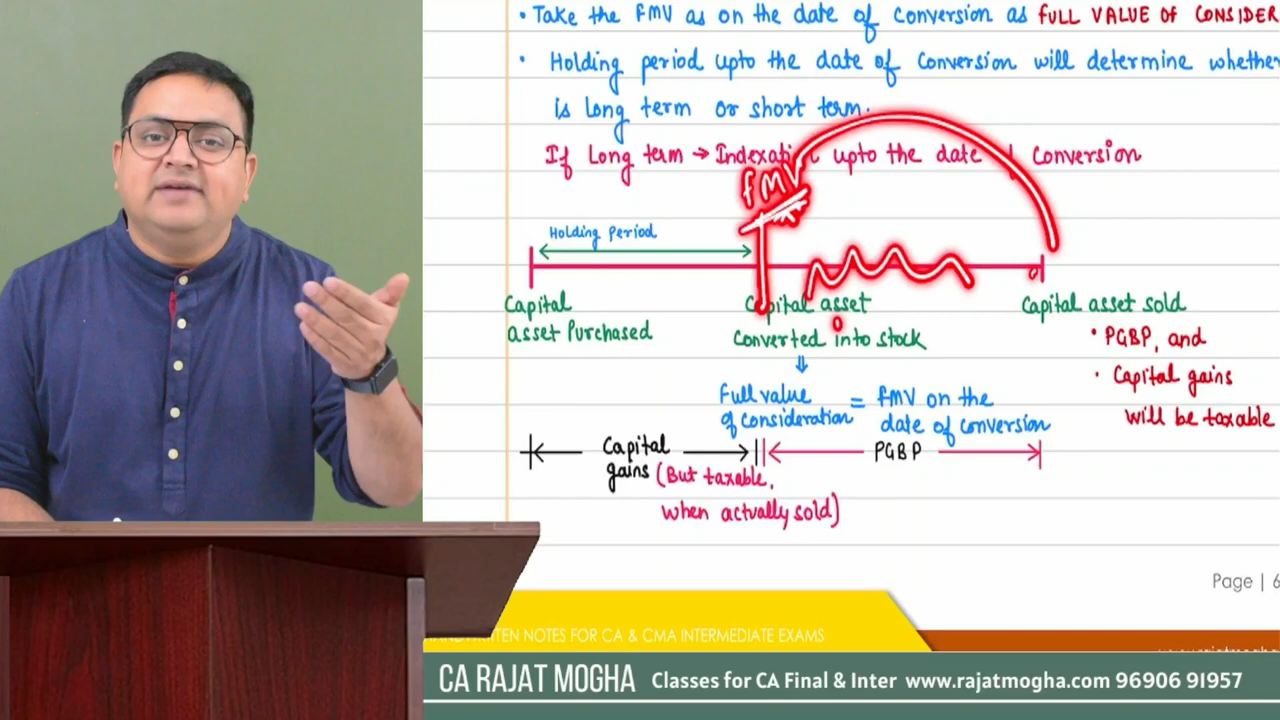 • Take the FMV as on the date of conversion as FULL VALUE OF CONSIDER
• Holding period upto the date of conversion will determine whether
is long term or short term.
If Long term → Indexation upto the date of conversion
FMV
Holding Period
Capital asset Purchased
Capital asset Converted into stock
Capital asset sold
• PGBP, and
• Capital gains
will be taxable
⇓
Full value of consideration = FMV on the date of conversion
Capital gains (But taxable, when actually sold)
PGBP
Page | 6
HANDWRITTEN NOTES FOR CA & CMA INTERMEDIATE EXAMS
CA RAJAT MOGHA Classes for CA Final & Inter www.rajatmogha.com 96906 91957